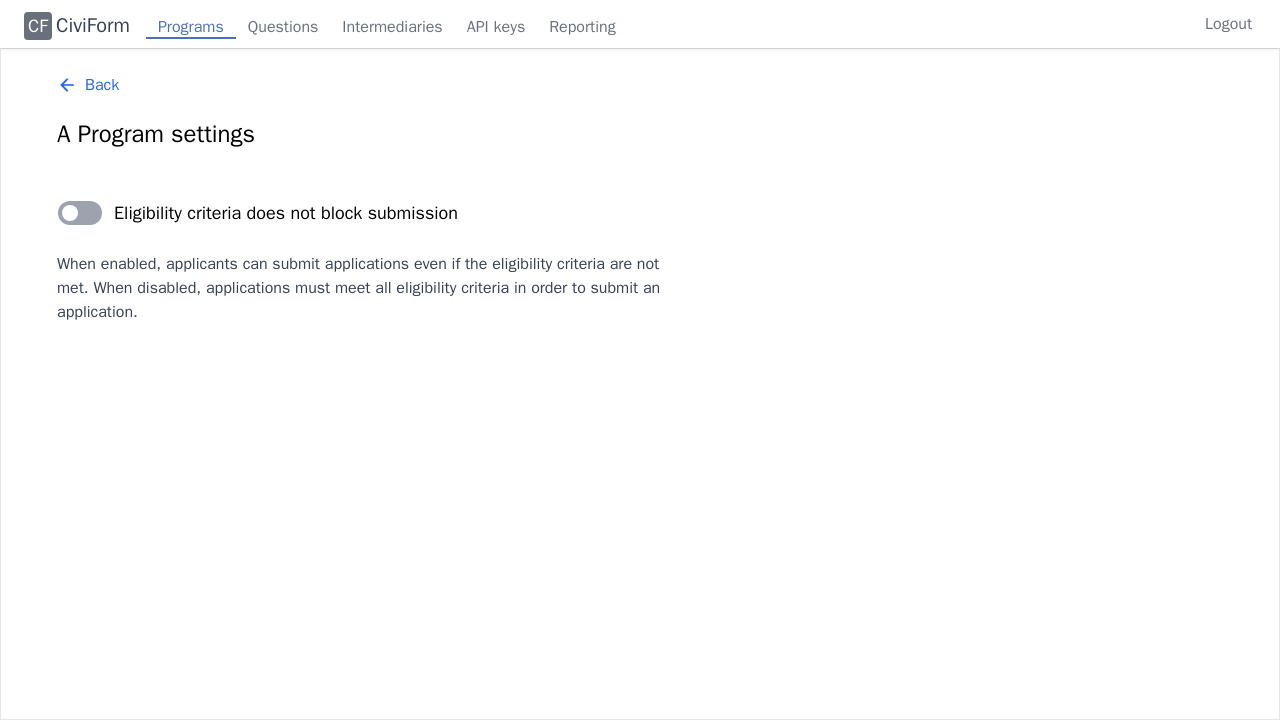 CF CiviForm Programs Questions Intermediaries API keys Reporting Logout
Back
A Program settings
Eligibility criteria does not block submission
When enabled, applicants can submit applications even if the eligibility criteria are not
met. When disabled, applications must meet all eligibility criteria in order to submit an
application.